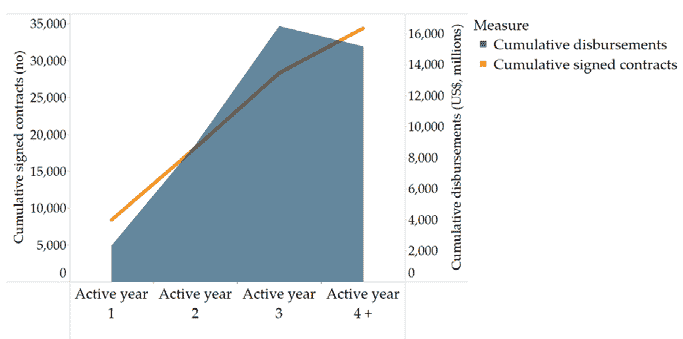 Cumulative signed contracts (no)
35,000
30,000
25,000
20,000
15,000
10,000
5,000
0
16,000
14,000
12,000
10,000
8,000
6,000
4,000
2,000
0
Cumulative disbursements (US$, millions)
Measure
Cumulative disbursements
Cumulative signed contracts
Active year Active year Active year Active year
1 2 3 4 +